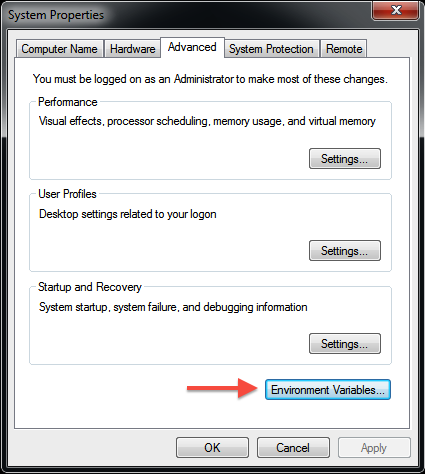 System Properties
Computer Name Hardware Advanced System Protection Remote
You must be logged on as an Administrator to make most of these changes.
Performance
Visual effects, processor scheduling, memory usage, and virtual memory
Settings...
User Profiles
Desktop settings related to your logon
Settings...
Startup and Recovery
System startup, system failure, and debugging information
Settings...
Environment Variables...
OK Cancel Apply